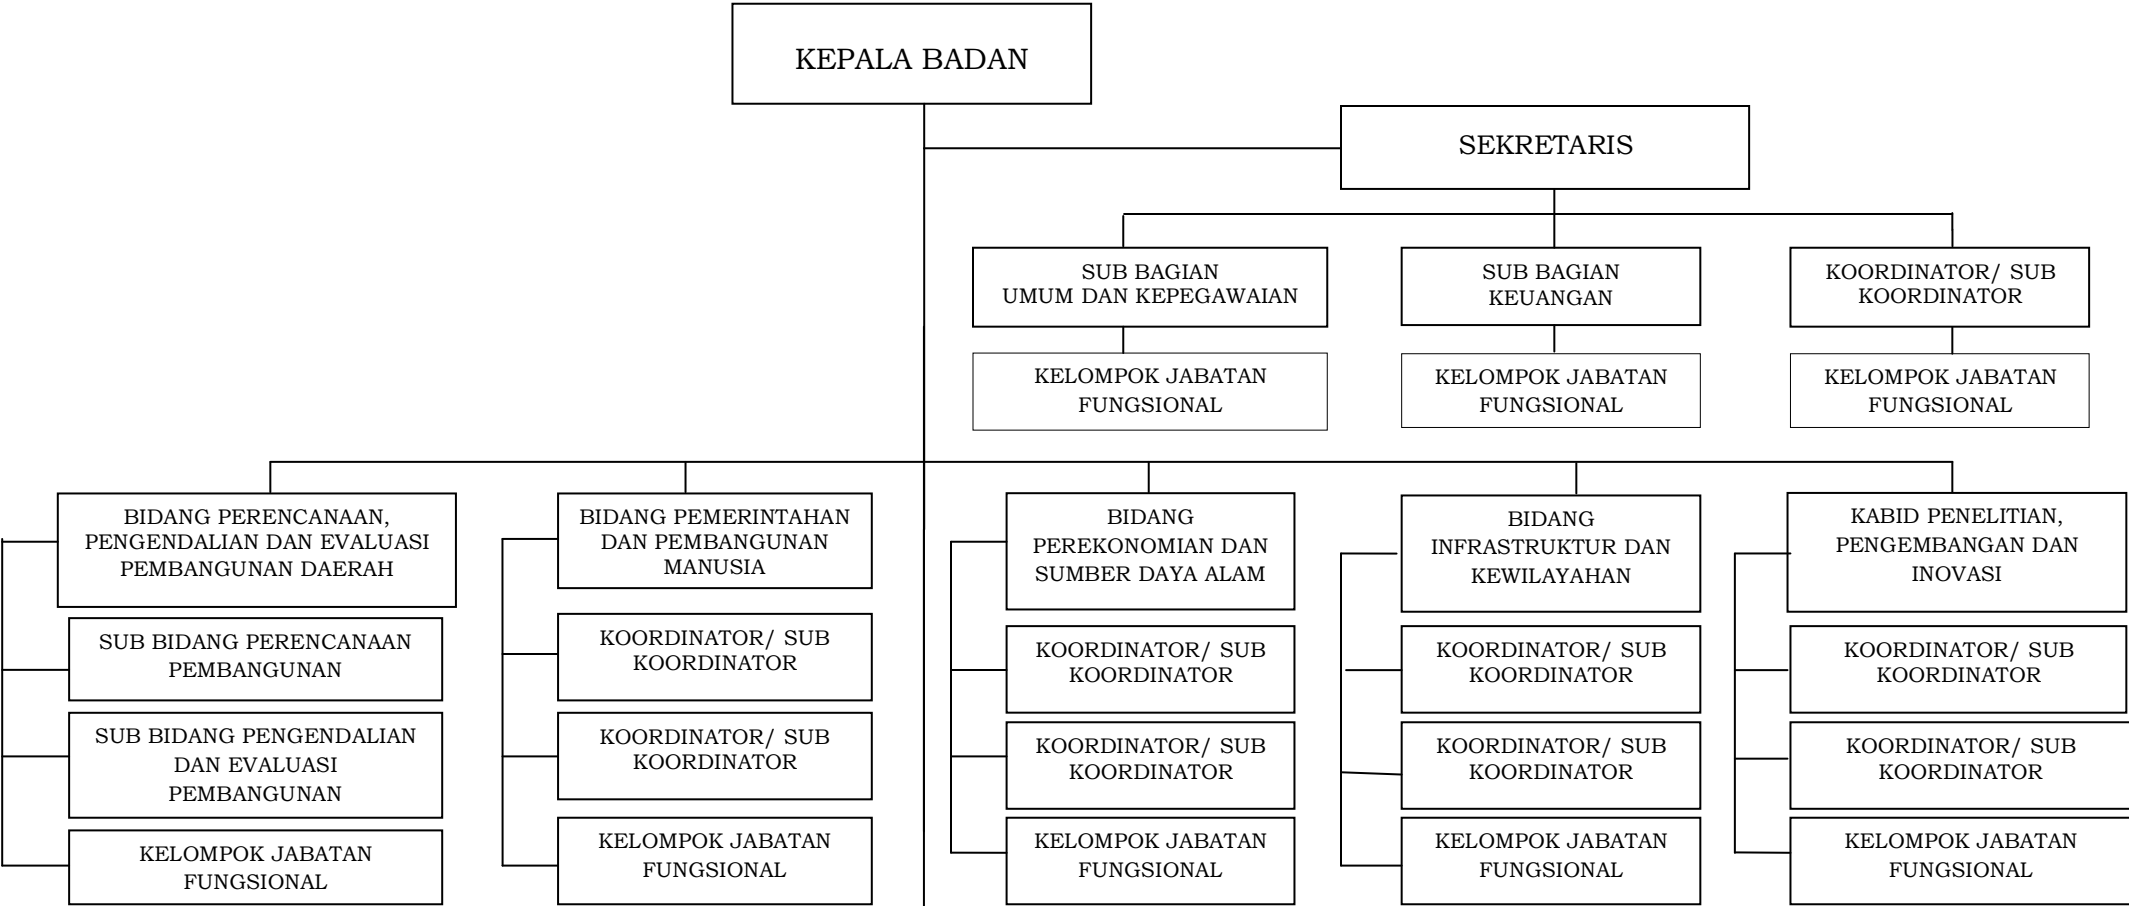 KEPALA BADAN
SEKRETARIS
SUB BAGIAN
UMUM DAN KEPEGAWAIAN
SUB BAGIAN
KEUANGAN
KOORDINATOR/ SUB
KOORDINATOR
KELOMPOK JABATAN
FUNGSIONAL
KELOMPOK JABATAN
FUNGSIONAL
KELOMPOK JABATAN
FUNGSIONAL
BIDANG PERENCANAAN,
PENGENDALIAN DAN EVALUASI
PEMBANGUNAN DAERAH
BIDANG PEMERINTAHAN
DAN PEMBANGUNAN
MANUSIA
BIDANG
PEREKONOMIAN DAN
SUMBER DAYA ALAM
BIDANG
INFRASTRUKTUR DAN
KEWILAYAHAN
KABID PENELITIAN,
PENGEMBANGAN DAN
INOVASI
SUB BIDANG PERENCANAAN
PEMBANGUNAN
KOORDINATOR/ SUB
KOORDINATOR
KOORDINATOR/ SUB
KOORDINATOR
KOORDINATOR/ SUB
KOORDINATOR
KOORDINATOR/ SUB
KOORDINATOR
SUB BIDANG PENGENDALIAN
DAN EVALUASI
PEMBANGUNAN
KOORDINATOR/ SUB
KOORDINATOR
KOORDINATOR/ SUB
KOORDINATOR
KOORDINATOR/ SUB
KOORDINATOR
KOORDINATOR/ SUB
KOORDINATOR
KELOMPOK JABATAN
FUNGSIONAL
KELOMPOK JABATAN
FUNGSIONAL
KELOMPOK JABATAN
FUNGSIONAL
KELOMPOK JABATAN
FUNGSIONAL
KELOMPOK JABATAN
FUNGSIONAL